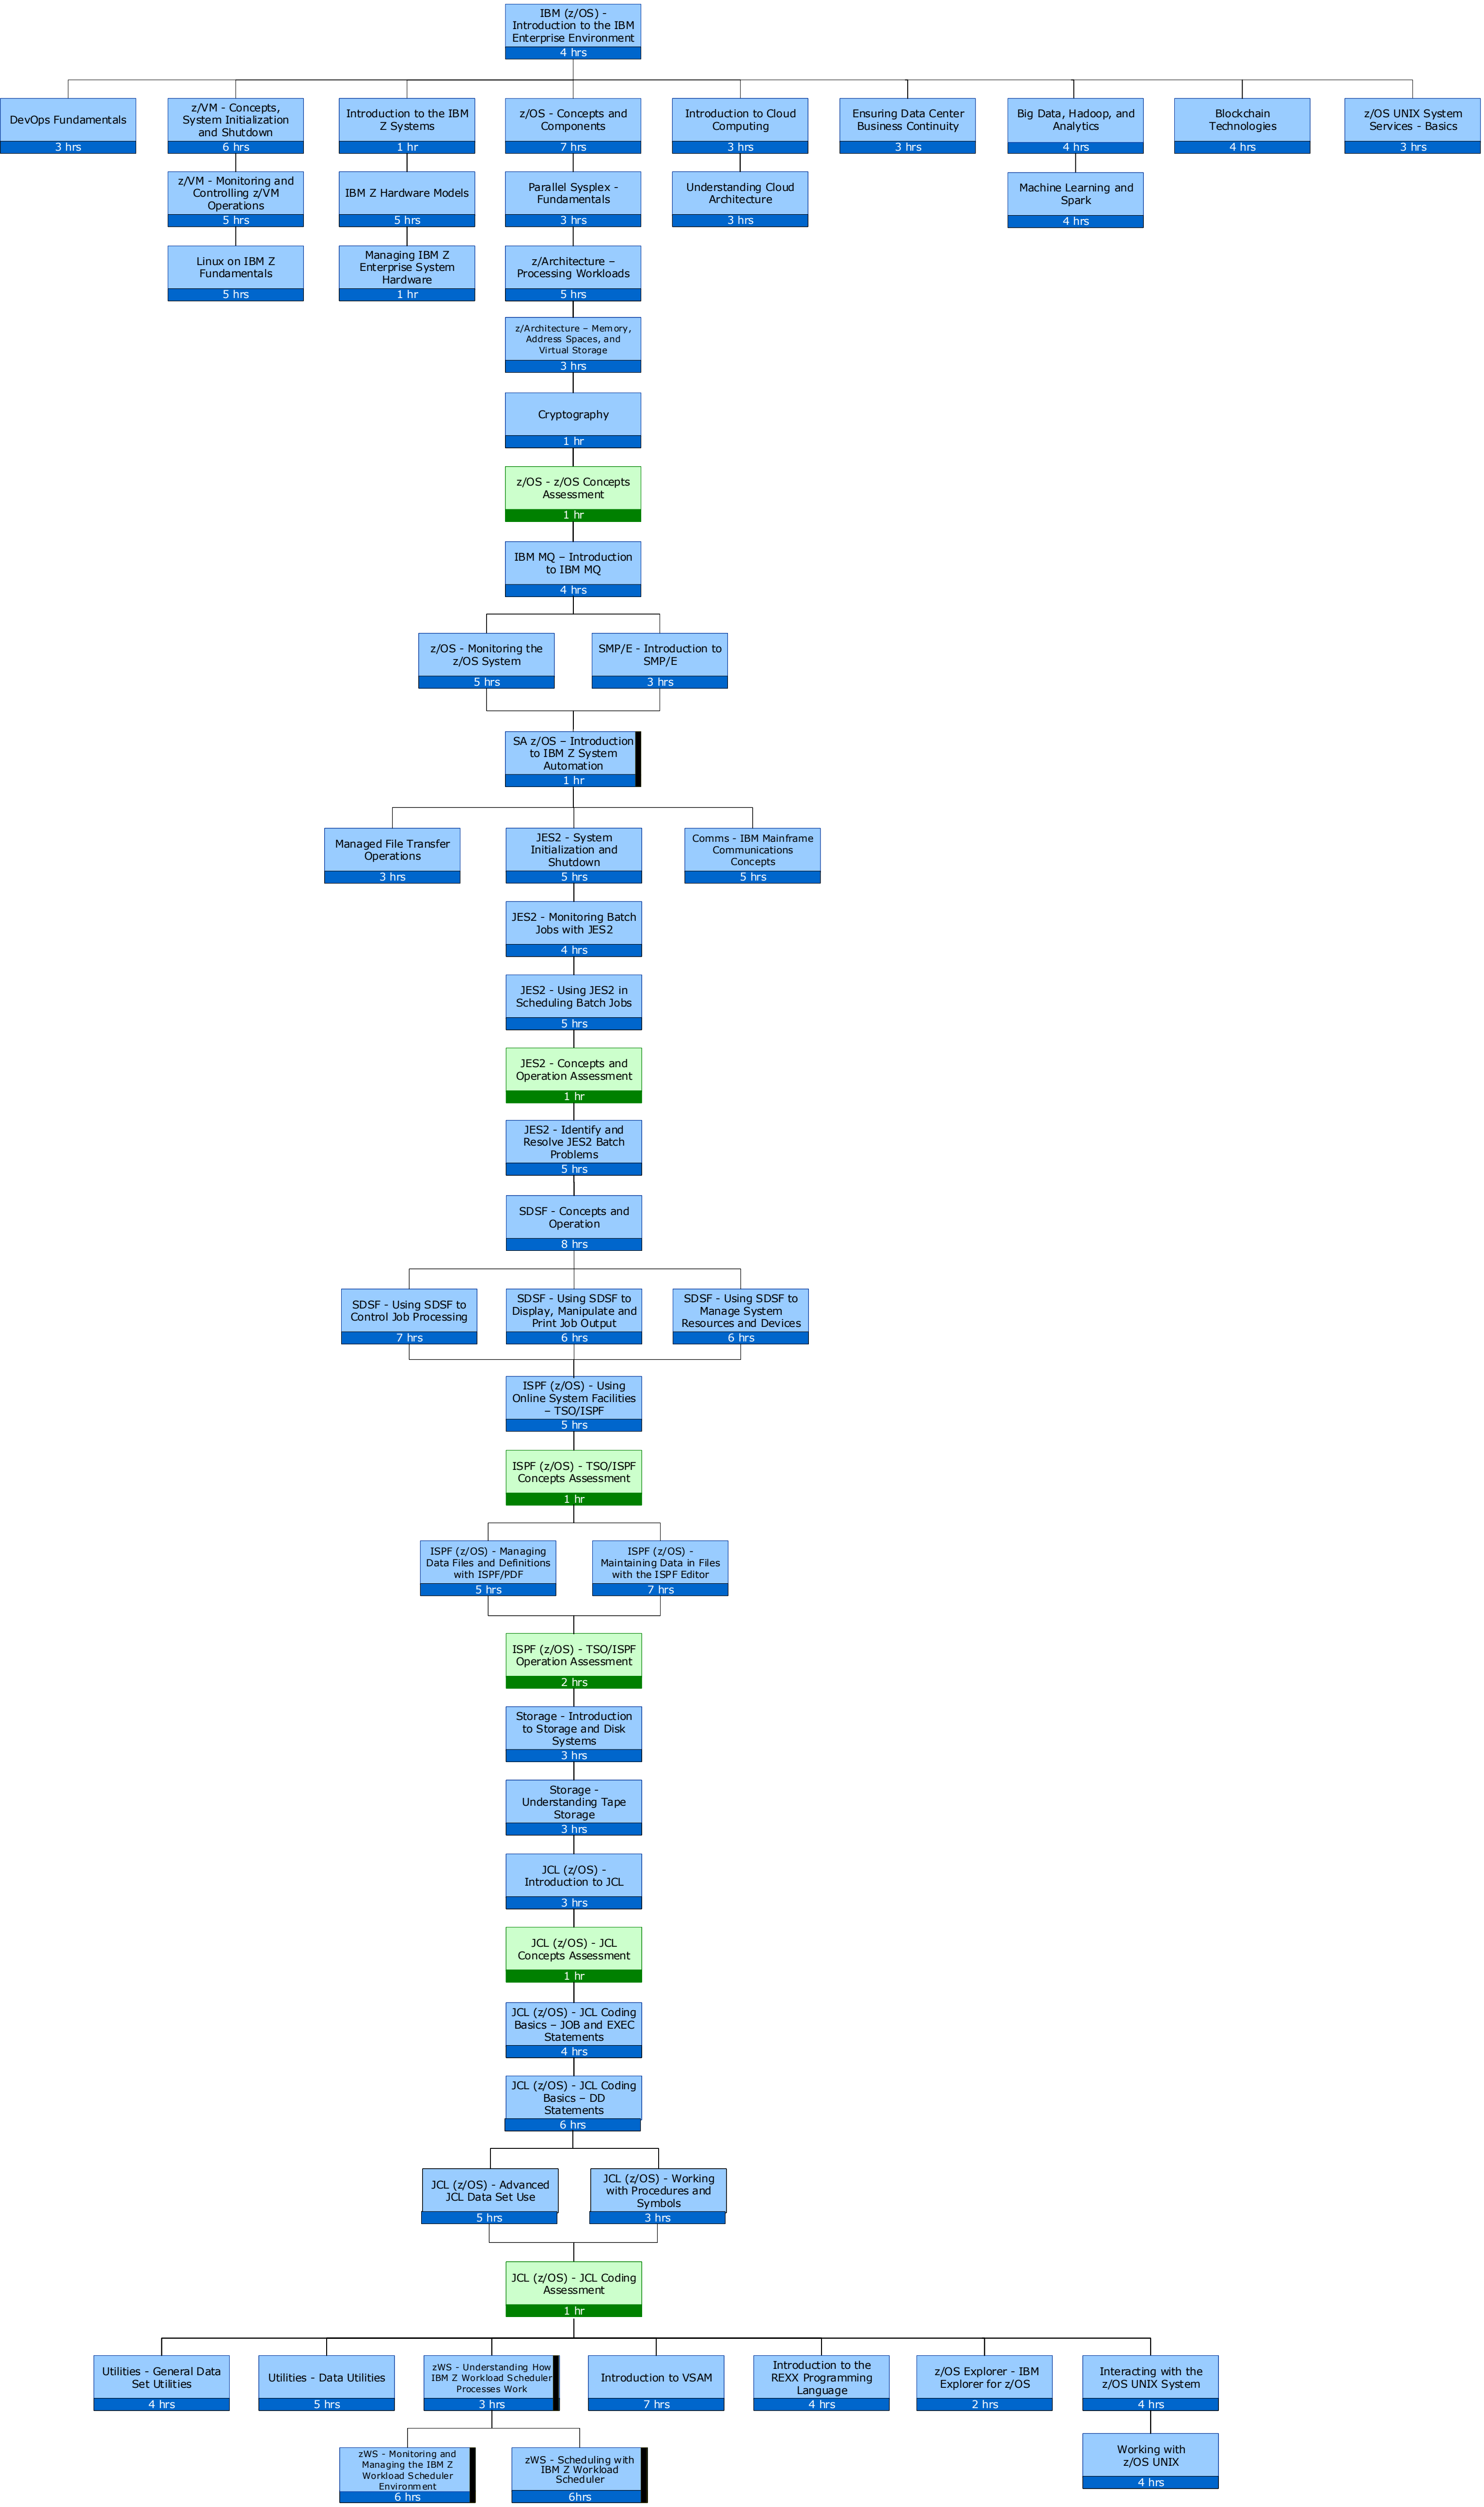 IBM (z/OS) -
Introduction to the IBM
Enterprise Environment
4 hrs
DevOps Fundamentals
3 hrs
z/VM - Concepts,
System Initialization
and Shutdown
6 hrs
Introduction to the IBM
Z Systems
1 hr
z/OS - Concepts and
Components
7 hrs
Introduction to Cloud
Computing
3 hrs
Ensuring Data Center
Business Continuity
3 hrs
Big Data, Hadoop, and
Analytics
4 hrs
Blockchain
Technologies
4 hrs
z/OS UNIX System
Services - Basics
3 hrs
z/VM - Monitoring and
Controlling z/VM
Operations
5 hrs
IBM Z Hardware Models
5 hrs
Parallel Sysplex -
Fundamentals
3 hrs
Understanding Cloud
Architecture
3 hrs
Machine Learning and
Spark
4 hrs
Linux on IBM Z
Fundamentals
5 hrs
Managing IBM Z
Enterprise System
Hardware
1 hr
z/Architecture –
Processing Workloads
5 hrs
z/Architecture – Memory,
Address Spaces, and
Virtual Storage
3 hrs
Cryptography
1 hr
z/OS - z/OS Concepts
Assessment
1 hr
IBM MQ – Introduction
to IBM MQ
4 hrs
z/OS - Monitoring the
z/OS System
5 hrs
SMP/E - Introduction to
SMP/E
3 hrs
SA z/OS – Introduction
to IBM Z System
Automation
1 hr
Managed File Transfer
Operations
3 hrs
JES2 - System
Initialization and
Shutdown
5 hrs
Comms - IBM Mainframe
Communications
Concepts
5 hrs
JES2 - Monitoring Batch
Jobs with JES2
4 hrs
JES2 - Using JES2 in
Scheduling Batch Jobs
5 hrs
JES2 - Concepts and
Operation Assessment
1 hr
JES2 - Identify and
Resolve JES2 Batch
Problems
5 hrs
SDSF - Concepts and
Operation
8 hrs
SDSF - Using SDSF to
Control Job Processing
7 hrs
SDSF - Using SDSF to
Display, Manipulate and
Print Job Output
6 hrs
SDSF - Using SDSF to
Manage System
Resources and Devices
6 hrs
ISPF (z/OS) - Using
Online System Facilities
– TSO/ISPF
5 hrs
ISPF (z/OS) - TSO/ISPF
Concepts Assessment
1 hr
ISPF (z/OS) - Managing
Data Files and Definitions
with ISPF/PDF
5 hrs
ISPF (z/OS) -
Maintaining Data in Files
with the ISPF Editor
7 hrs
ISPF (z/OS) - TSO/ISPF
Operation Assessment
2 hrs
Storage - Introduction
to Storage and Disk
Systems
3 hrs
Storage -
Understanding Tape
Storage
3 hrs
JCL (z/OS) -
Introduction to JCL
3 hrs
JCL (z/OS) - JCL
Concepts Assessment
1 hr
JCL (z/OS) - JCL Coding
Basics – JOB and EXEC
Statements
4 hrs
JCL (z/OS) - JCL Coding
Basics – DD
Statements
6 hrs
JCL (z/OS) - Advanced
JCL Data Set Use
5 hrs
JCL (z/OS) - Working
with Procedures and
Symbols
3 hrs
JCL (z/OS) - JCL Coding
Assessment
1 hr
Utilities - General Data
Set Utilities
4 hrs
Utilities - Data Utilities
5 hrs
zWS - Understanding How
IBM Z Workload Scheduler
Processes Work
3 hrs
Introduction to VSAM
7 hrs
Introduction to the
REXX Programming
Language
4 hrs
z/OS Explorer - IBM
Explorer for z/OS
2 hrs
Interacting with the
z/OS UNIX System
4 hrs
zWS - Monitoring and
Managing the IBM Z
Workload Scheduler
Environment
6 hrs
zWS - Scheduling with
IBM Z Workload
Scheduler
6hrs
Working with
z/OS UNIX
4 hrs